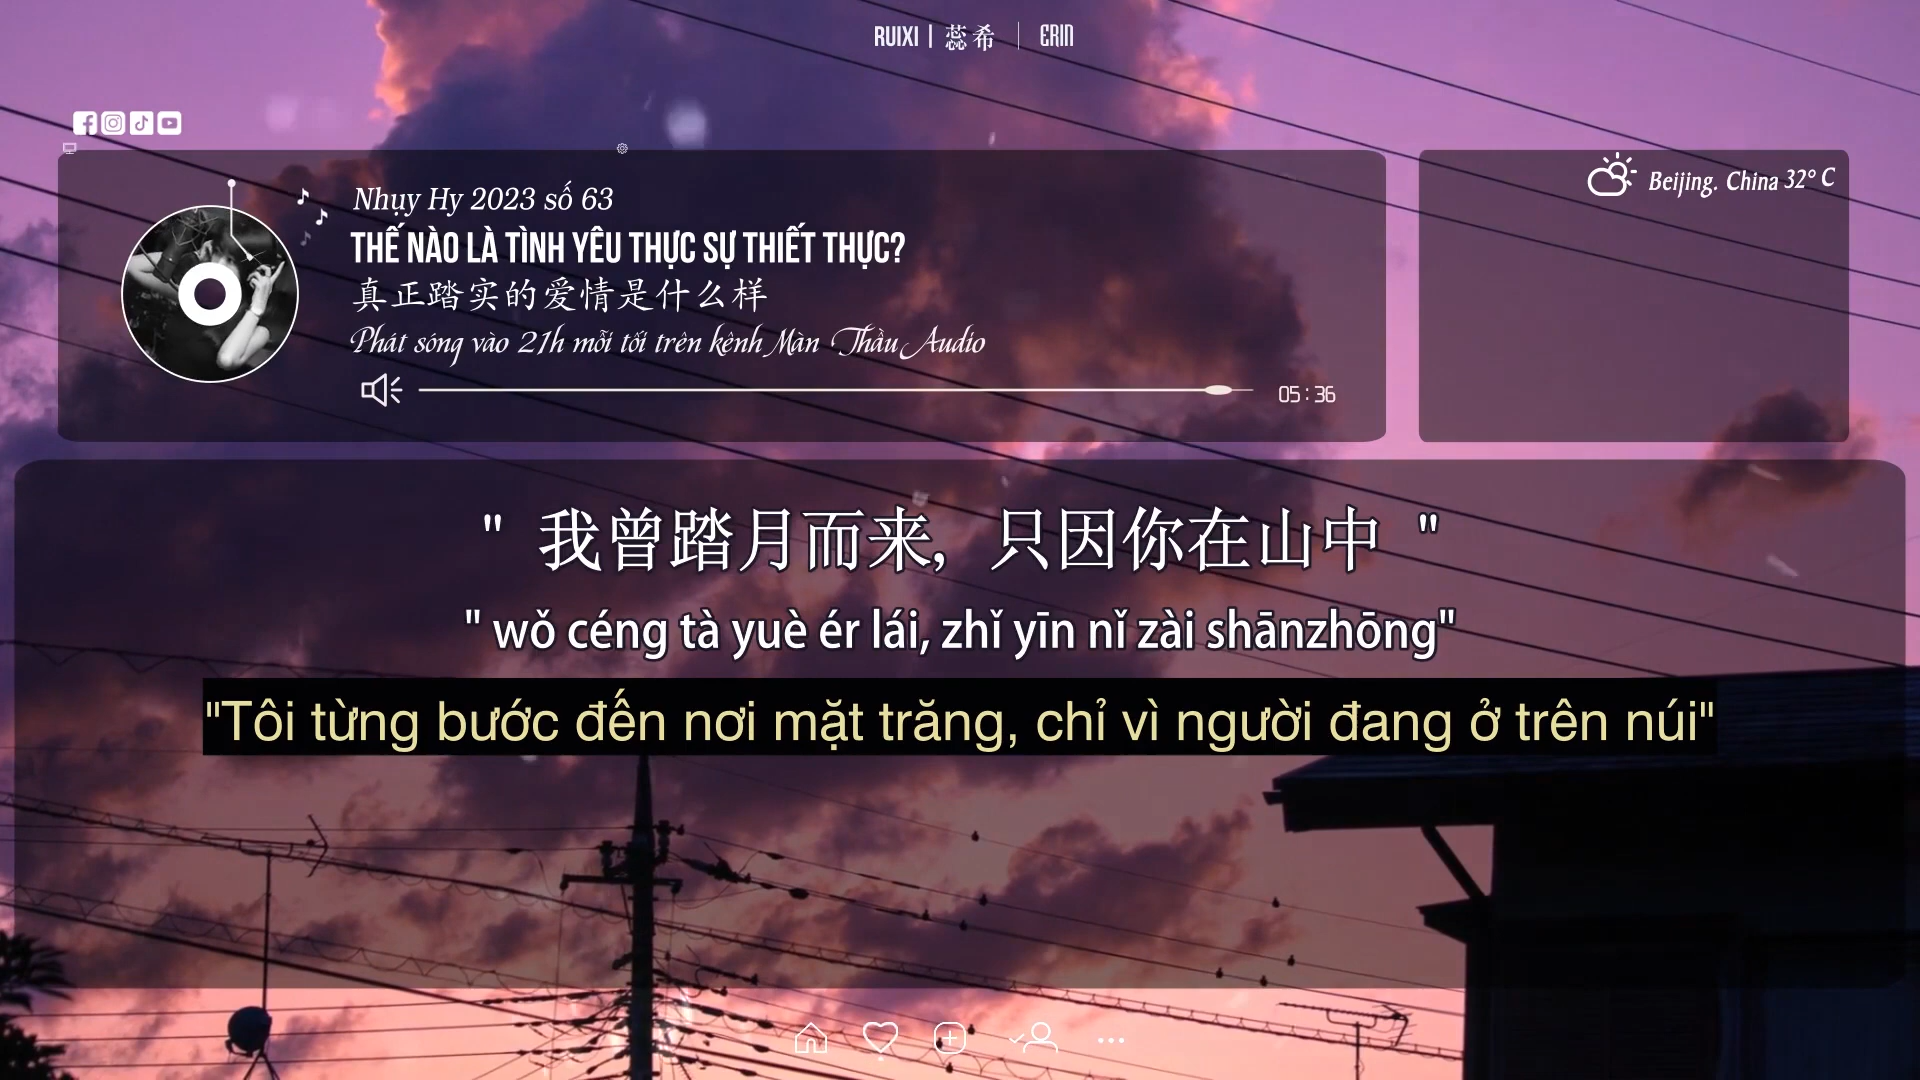 RUIXI | 蕊希 | ERIN
Nhụy Hy 2023 số 63
THẾ NÀO LÀ TÌNH YÊU THỰC SỰ THIẾT THỰC?
真正踏实的爱情是什么样
Phát sóng vào 21h mỗi tối trên kênh Màn Thầu Audio
05:36
Beijing. China 32° C
" 我曾踏月而来, 只因你在山中 "
" wǒ céng tà yuè ér lái, zhǐ yīn nǐ zài shānzhōng"
"Tôi từng bước đến nơi mặt trăng, chỉ vì người đang ở trên núi"